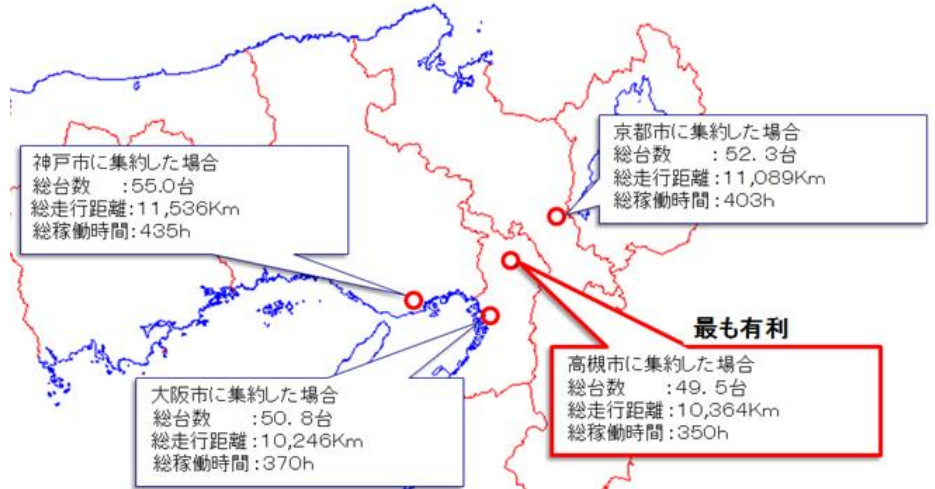 京都市に集約した場合
総台数　：５２．３台
総走行距離：11,089Km
総稼働時間：403h
神戸市に集約した場合
総台数　：55.0台
総走行距離：11,536Km
総稼働時間：435h
最も有利
高槻市に集約した場合
総台数　：４９．５台
総走行距離：10,364Km
総稼働時間：350h
大阪市に集約した場合
総台数　：５０．８台
総走行距離：10,246Km
総稼働時間：370h